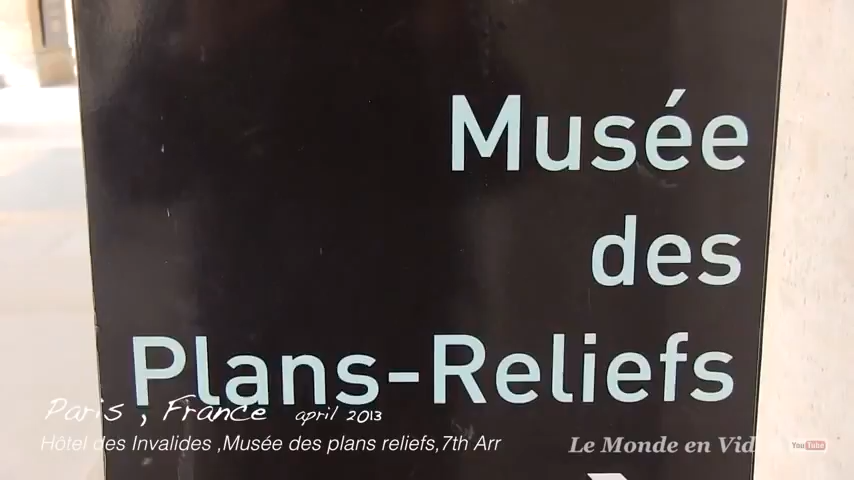 Musée
des
Plans-Reliefs
Paris , France april 2013
Hôtel des Invalides ,Musée des plans reliefs,7th Arr
Le Monde en Vid
YouTube